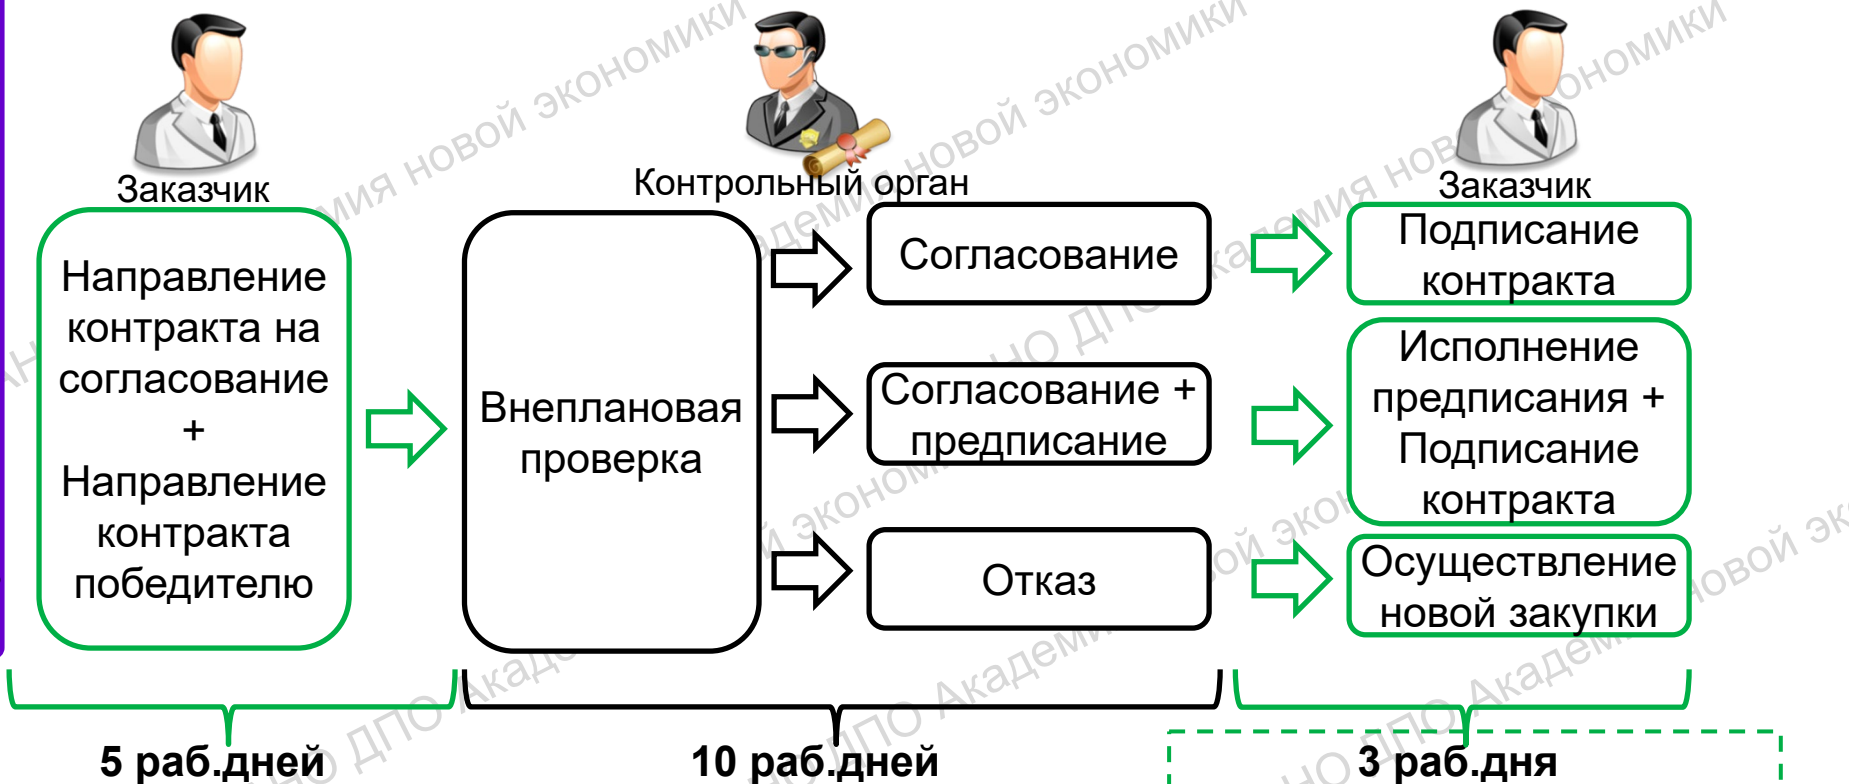 Заказчик
Направление
контракта на
согласование
+
Направление
контракта
победителю
5 раб.дней
Контрольный орган
Внеплановая
проверка
Согласование
Согласование +
предписание
Отказ
10 раб.дней
Заказчик
Подписание
контракта
Исполнение
предписания +
Подписание
контракта
Осуществление
новой закупки
3 раб.дня